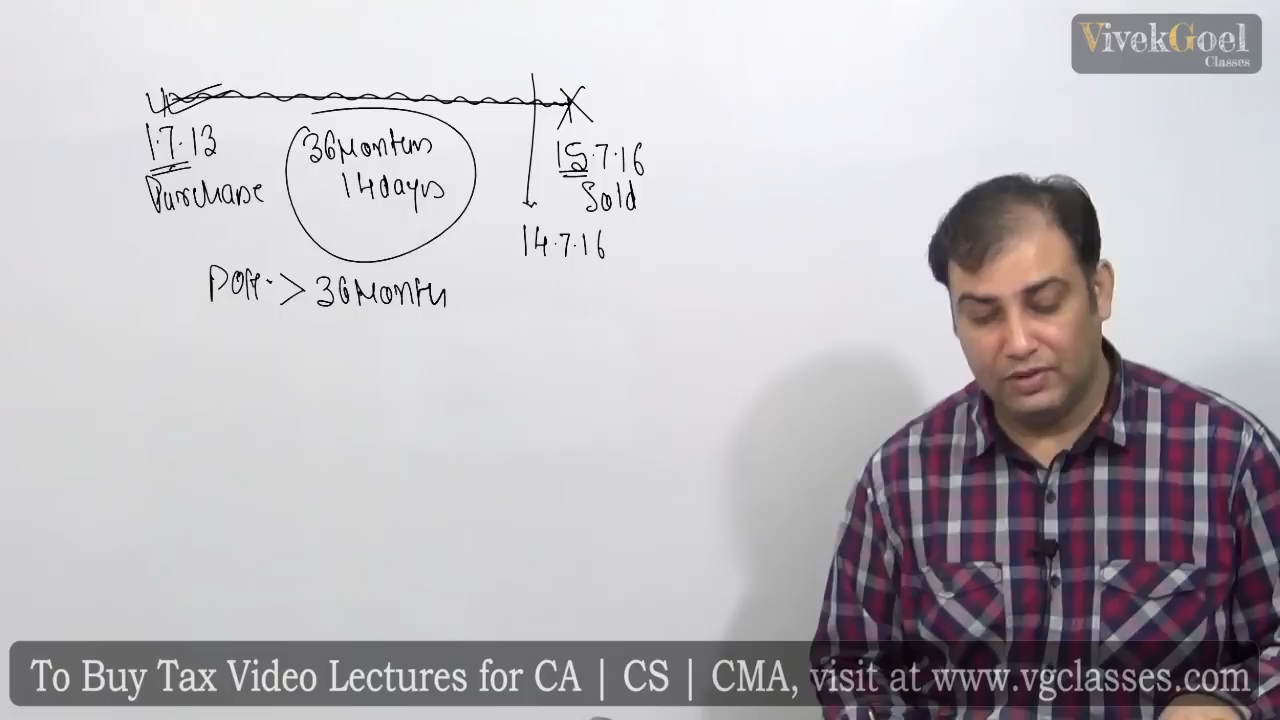 VivekGoel
Classes
1.7.13
Purchase
36 Months
14 days
15.7.16
Sold
14.7.16
POH. > 36 Month
To Buy Tax Video Lectures for CA | CS | CMA, visit at www.vgclasses.com